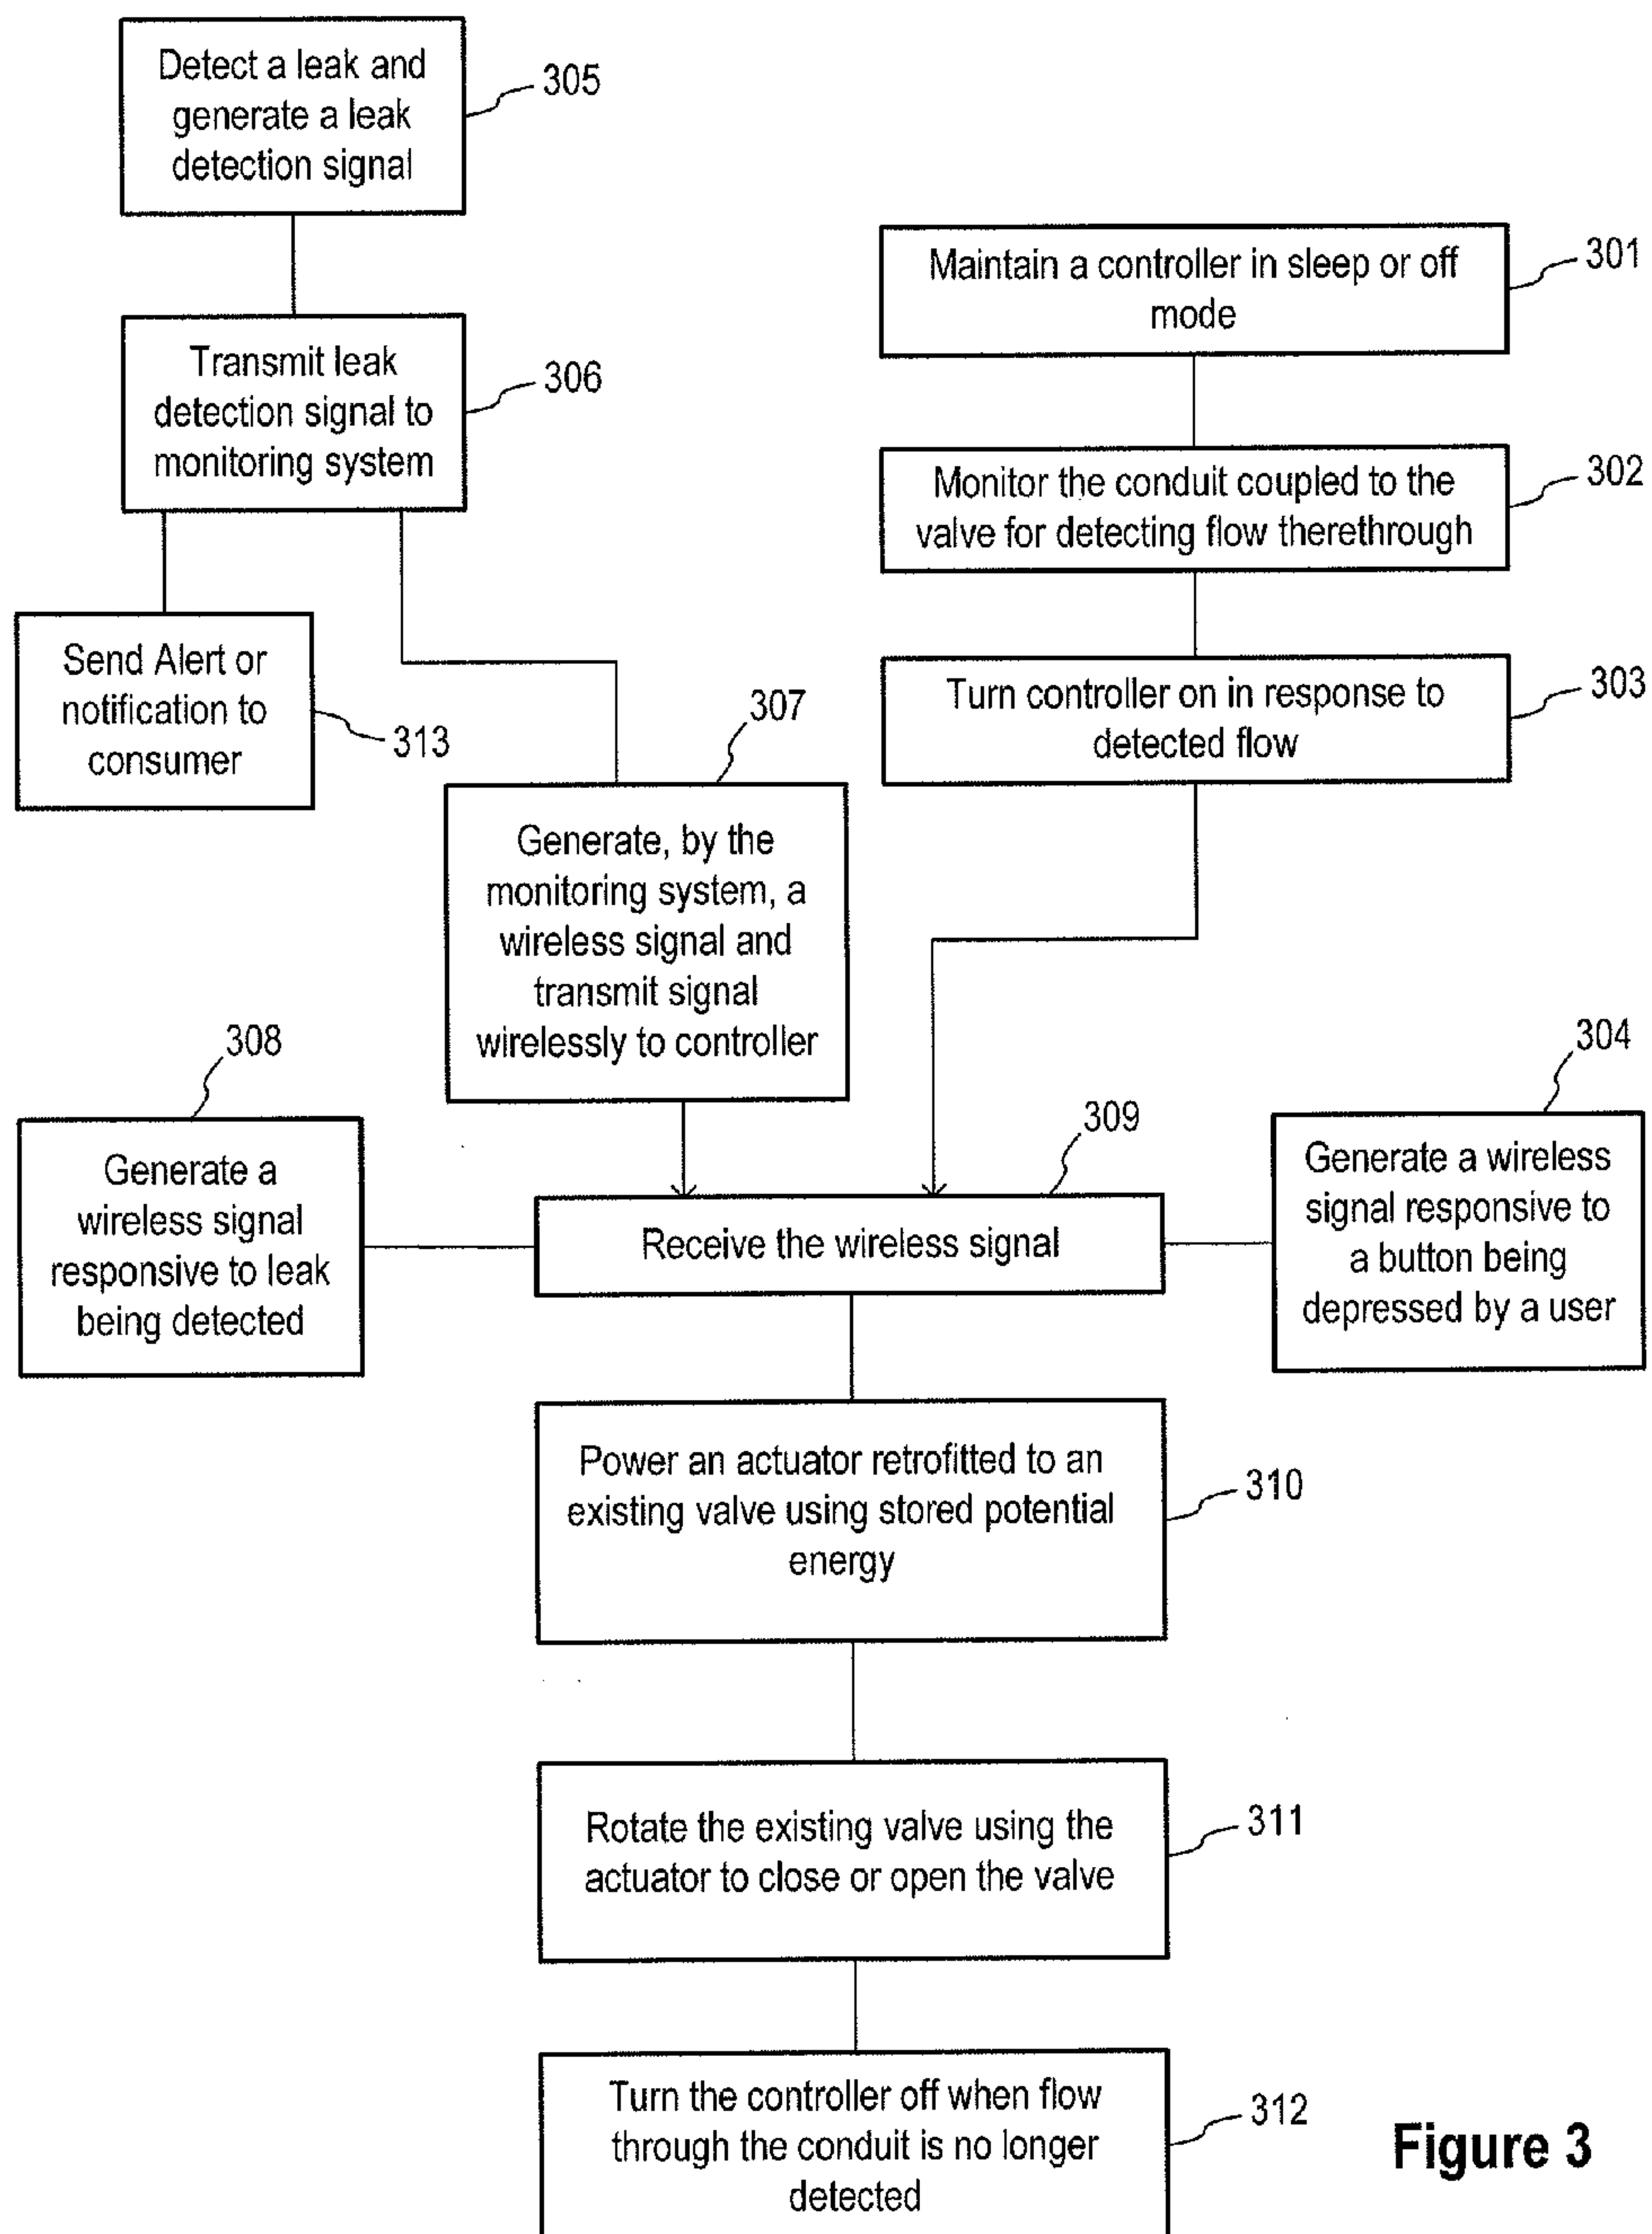 Detect a leak and
generate a leak
detection signal
305
Transmit leak
detection signal to
monitoring system
306
Send Alert or
notification to
consumer
313
Maintain a controller in sleep or off
mode
301
Monitor the conduit coupled to the
valve for detecting flow therethrough
302
Turn controller on in response to
detected flow
303
307
Generate, by the
monitoring system, a
wireless signal and
transmit signal
wirelessly to controller
308
Generate a
wireless signal
responsive to leak
being detected
309
Receive the wireless signal
304
Generate a wireless
signal responsive to
a button being
depressed by a user
Power an actuator retrofitted to an
existing valve using stored potential
energy
310
Rotate the existing valve using the
actuator to close or open the valve
311
Turn the controller off when flow
through the conduit is no longer
detected
312
Figure 3